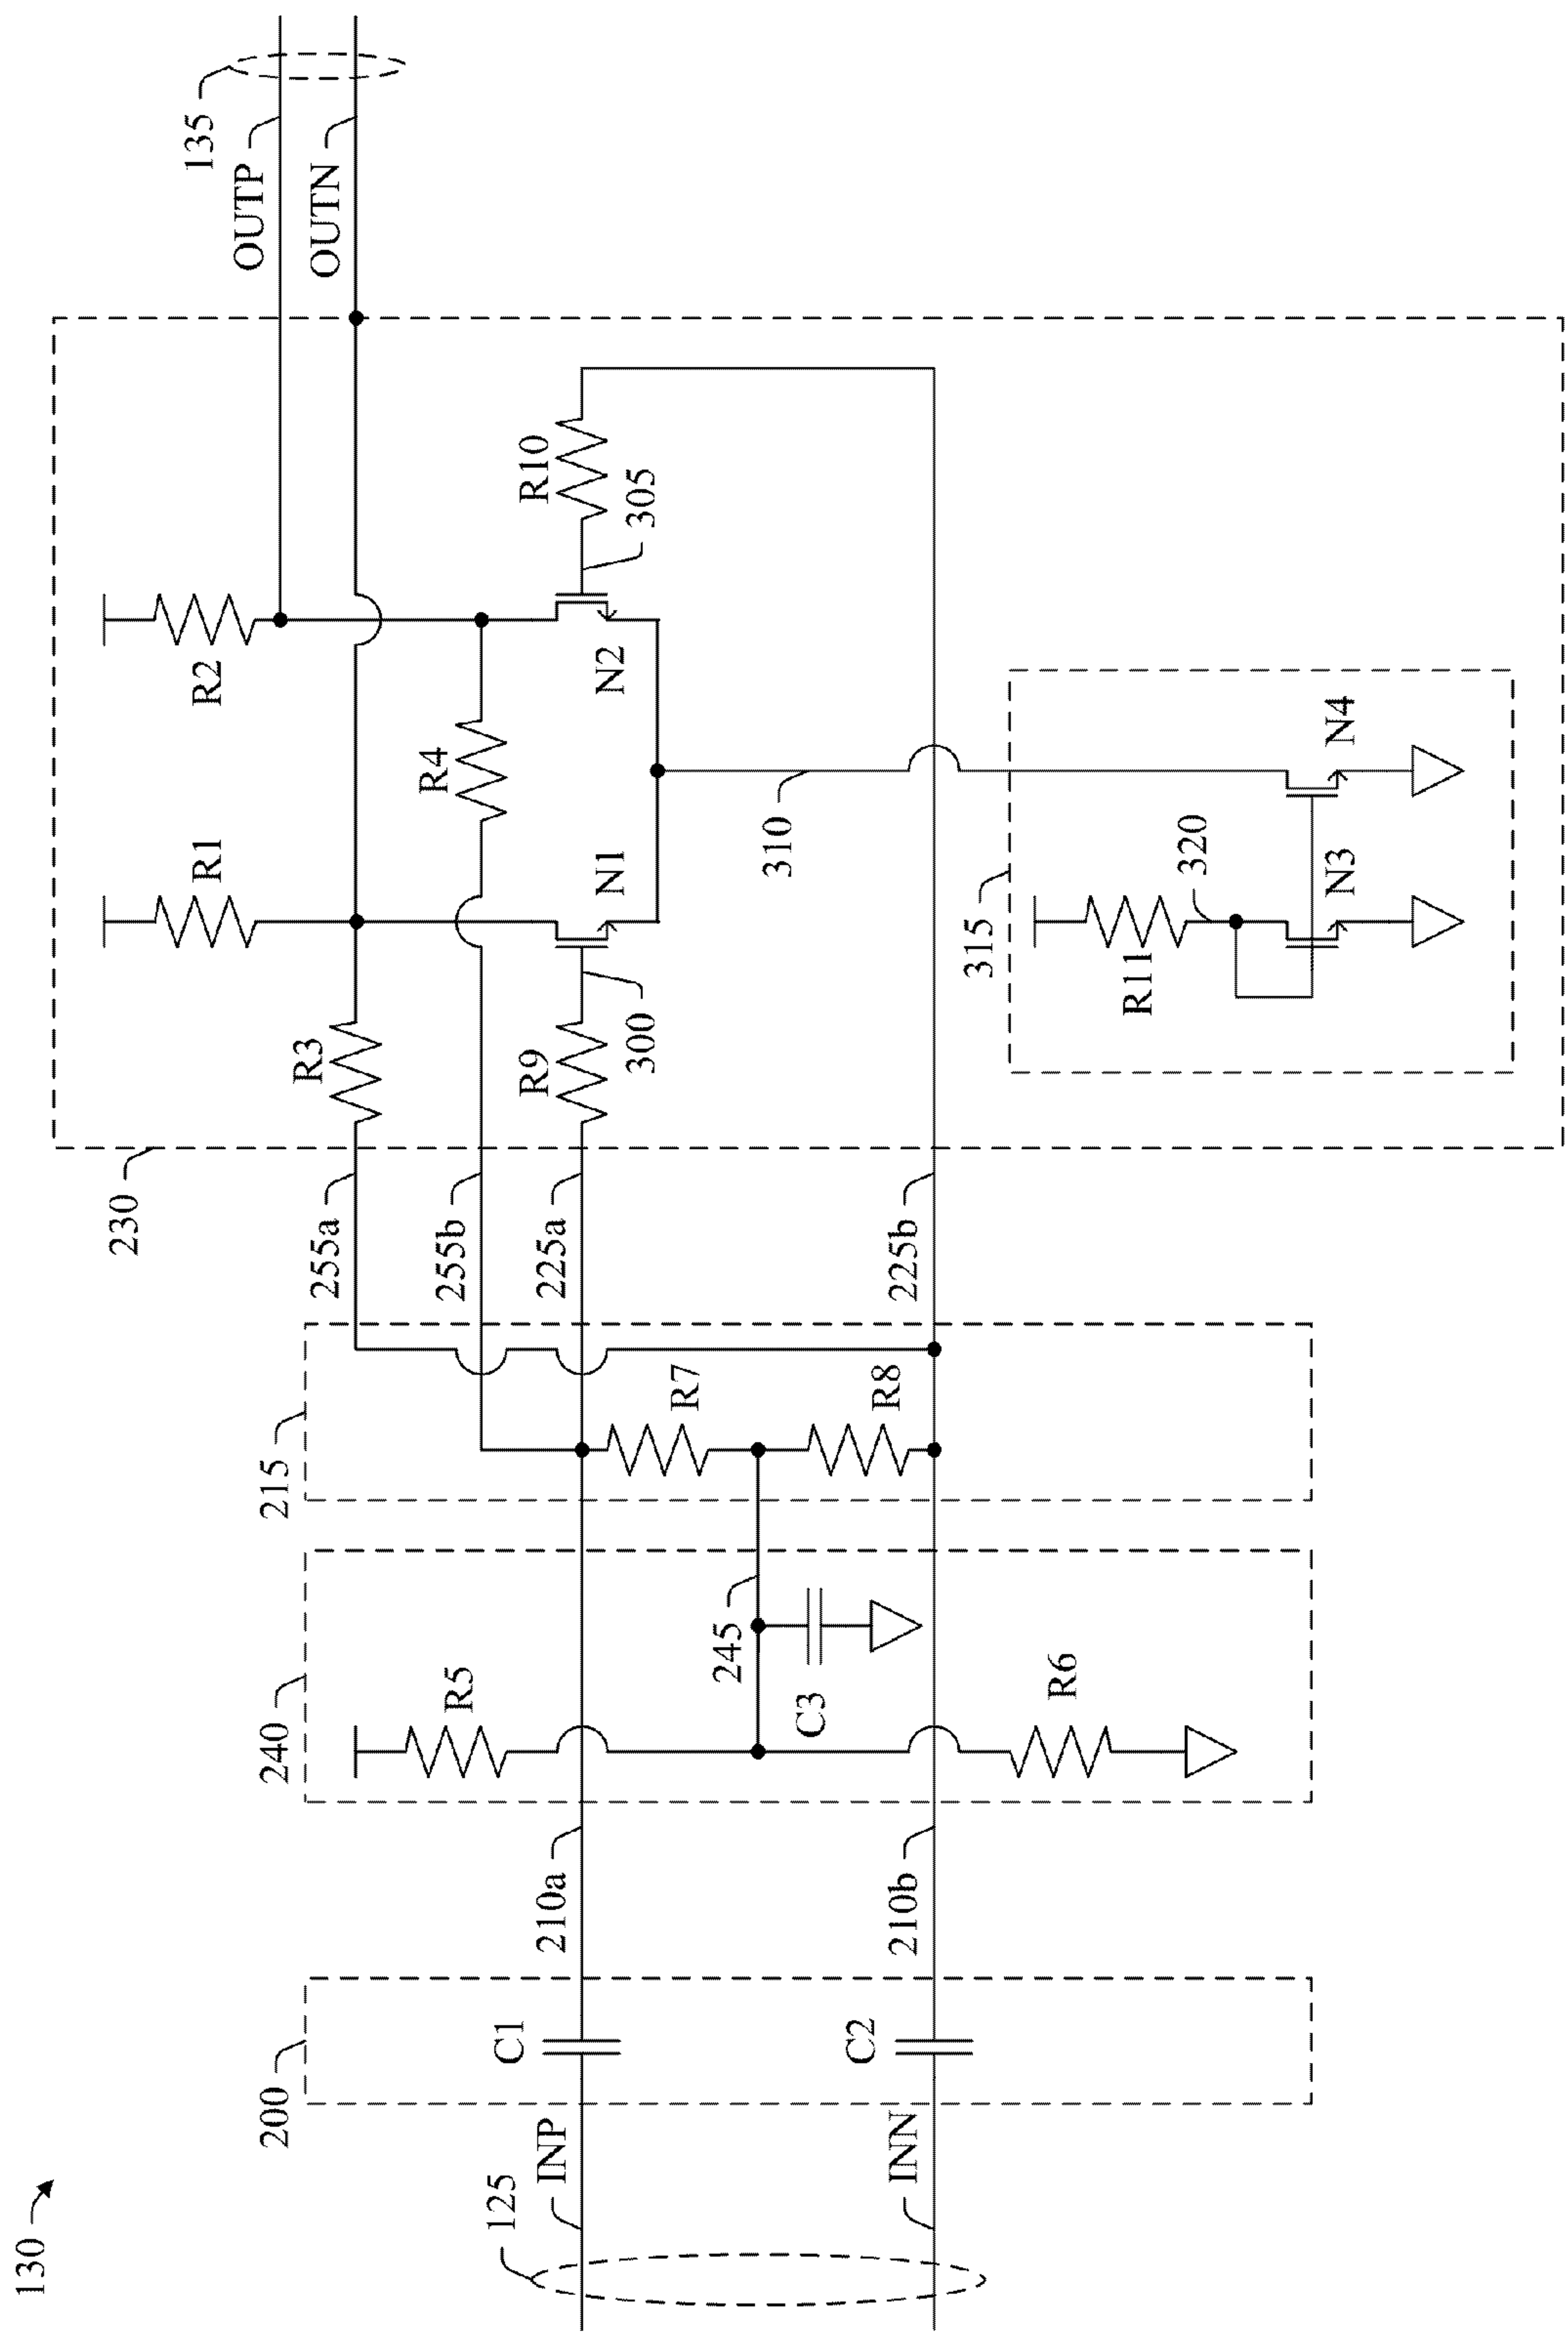 130
125
INP
INN
200
C1
C2
210a
210b
240
R5
245
C3
R6
215
R7
R8
255a
255b
225a
225b
230
R3
R9
300
R1
N1
R4
R2
N2
R10
305
310
315
R11
320
N3
N4
OUTP
OUTN
135